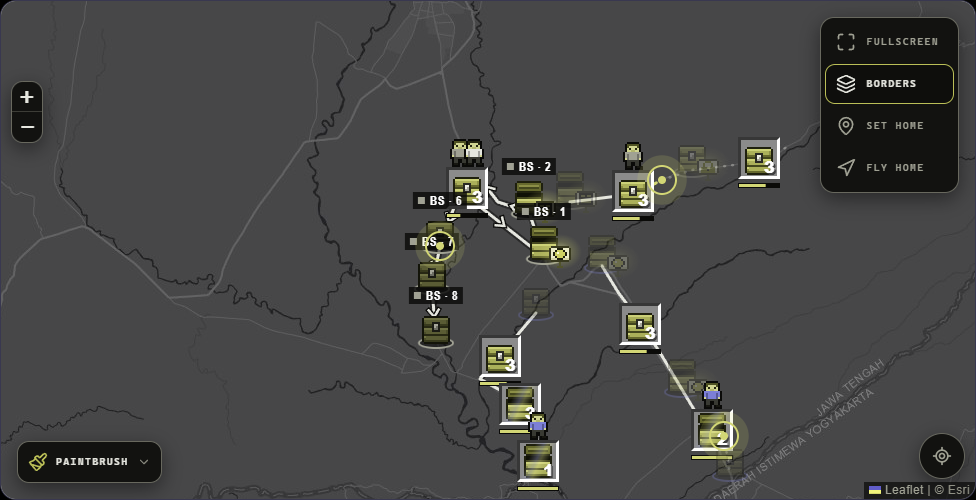 FULLSCREEN
BORDERS
SET HOME
FLY HOME
+
−
BS - 2
3
3
3
BS - 6
BS - 1
BS - 7
BS - 8
3
3
3
2
1
JAWA TENGAH
DAERAH ISTIMEWA YOGYAKARTA
PAINTBRUSH
Leaflet | © Esri